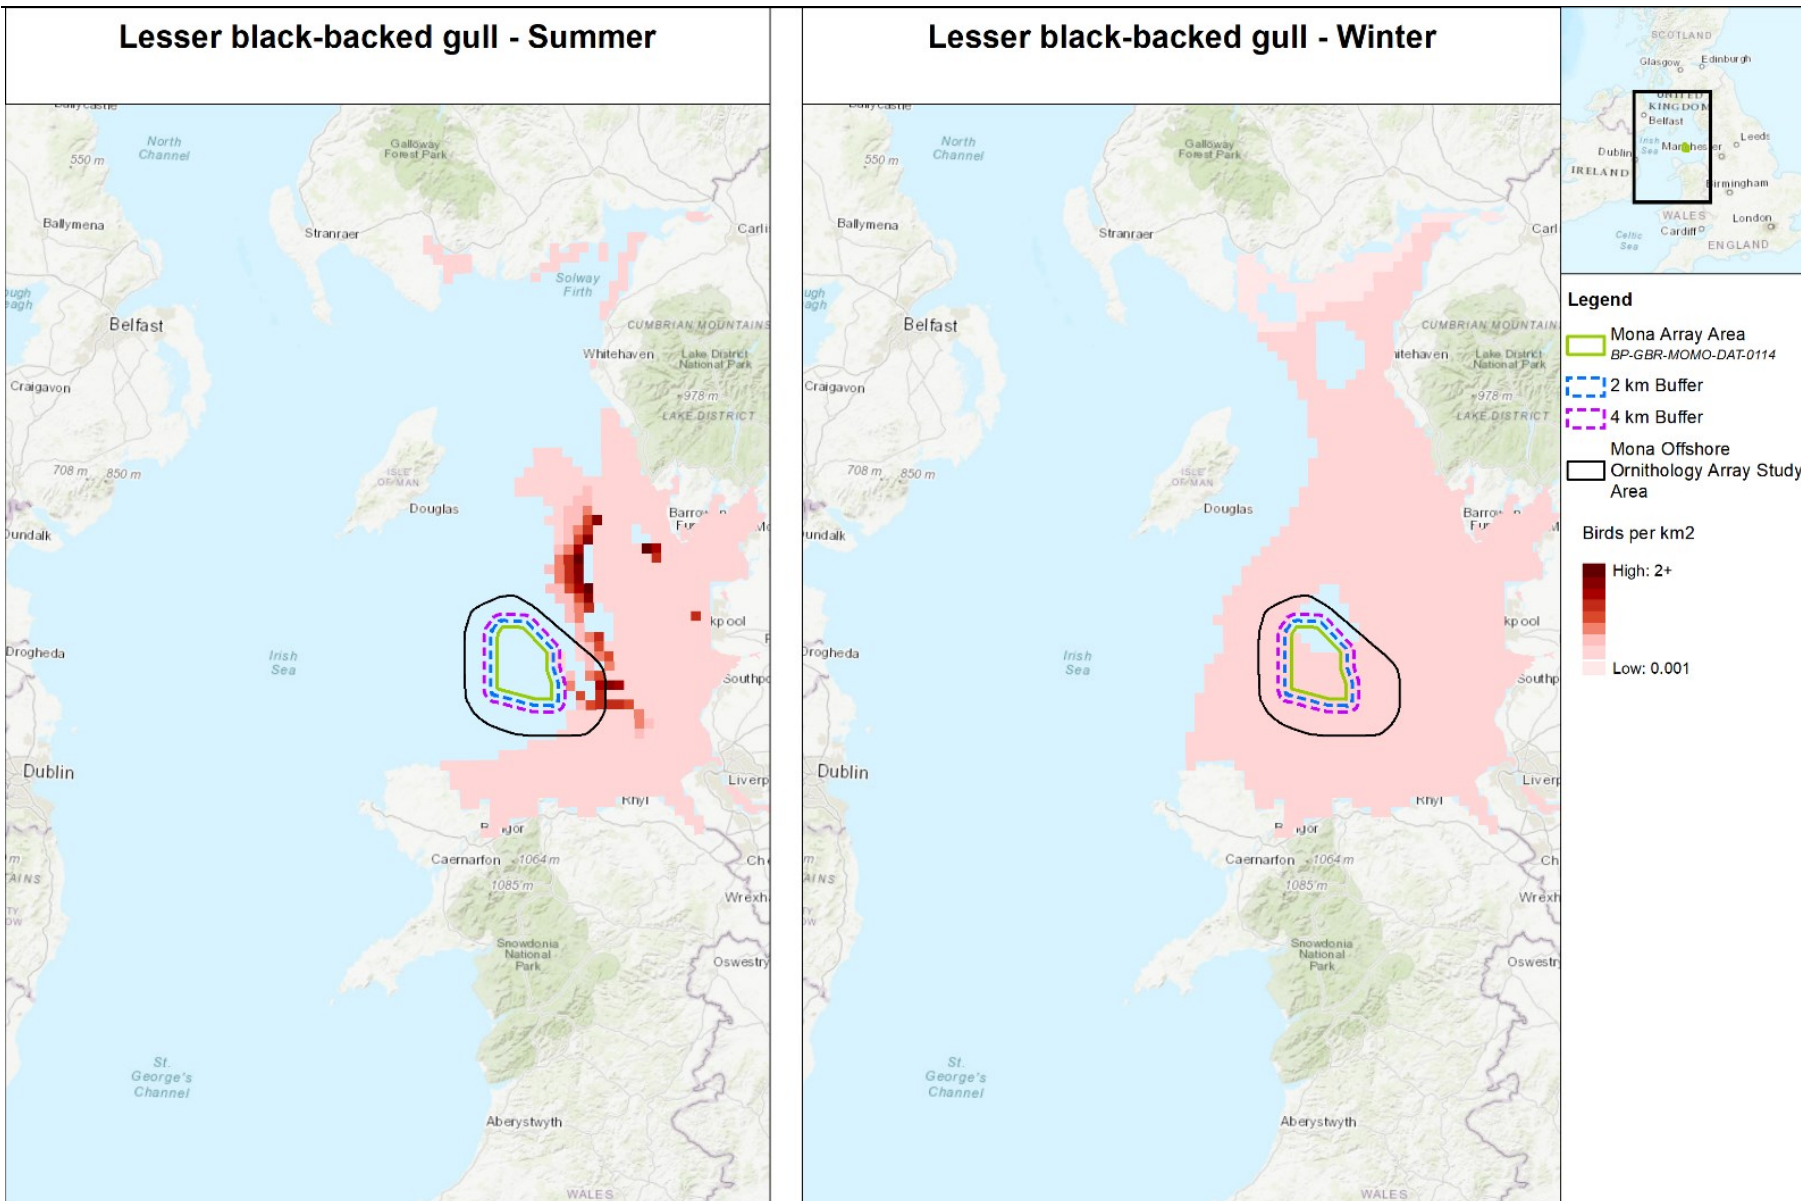 Lesser black-backed gull - Summer
North
Channel
550 m
Galloway
Forest Park
Ballymena
Stranraer
Solway
Firth
Belfast
CUMBRIAN MOUNTAINS
Whitehaven
Lake District
National Park
Craigavon
978 m
LAKE DISTRICT
708 m
850 m
ISLE
OF MAN
Douglas
Drogheda
Irish
Sea
Dublin
Rhyl
Caernarfon
1064 m
1085 m
Snowdonia
National
Park
Oswestry
St.
George's
Channel
Aberystwyth
WALES
Lesser black-backed gull - Winter
North
Channel
550 m
Galloway
Forest Park
Ballymena
Stranraer
Belfast
CUMBRIAN MOUNTAIN
Lake District
National Park
Craigavon
978 m
LAKE DISTRICT
708 m
850 m
ISLE
OF MAN
Douglas
Drogheda
Irish
Sea
Dublin
Rhyl
Caernarfon
1064 m
1085 m
Snowdonia
National
Park
Oswestry
St.
George's
Channel
Aberystwyth
WALES
SCOTLAND
Glasgow
Edinburgh
UNITED
KINGDOM
Belfast
Leeds
Irish
Sea
Manchester
Dublin
IRELAND
Birmingham
WALES
London
Cardiff
Celtic
Sea
ENGLAND
Legend
Mona Array Area
BP-GBR-MOMO-DAT-0114
2 km Buffer
4 km Buffer
Mona Offshore
Ornithology Array Study
Area
Birds per km2
High: 2+
Low: 0.001